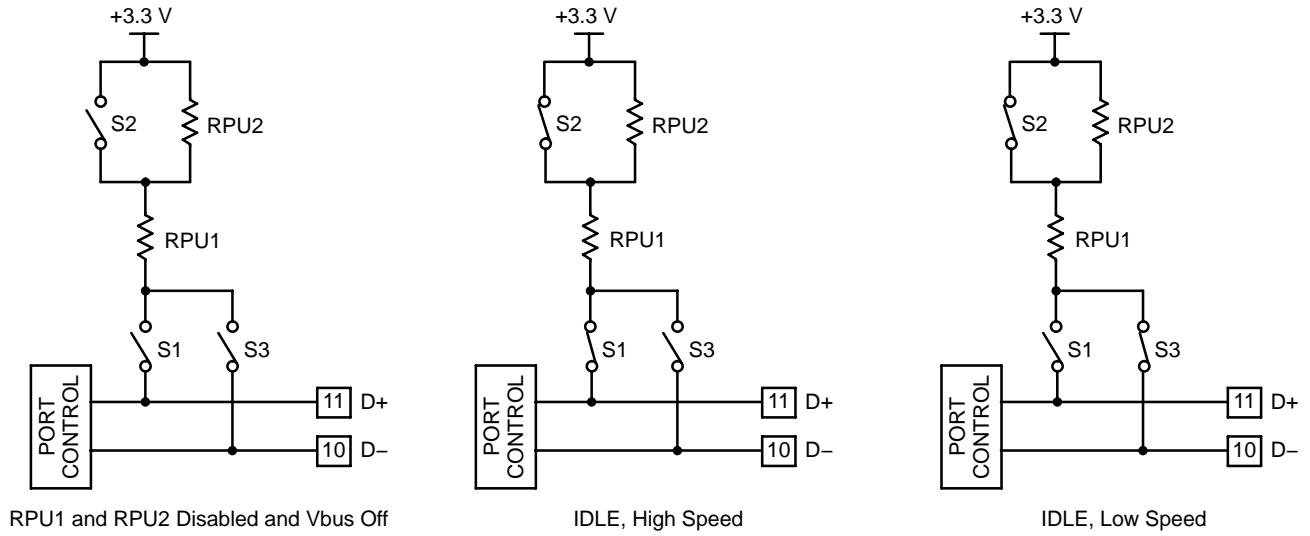 +3.3 V
S2
RPU2
RPU1
S1
S3
PORT
CONTROL
11 D+
10 D−
RPU1 and RPU2 Disabled and Vbus Off
+3.3 V
S2
RPU2
RPU1
S1
S3
PORT
CONTROL
11 D+
10 D−
IDLE, High Speed
+3.3 V
S2
RPU2
RPU1
S1
S3
PORT
CONTROL
11 D+
10 D−
IDLE, Low Speed